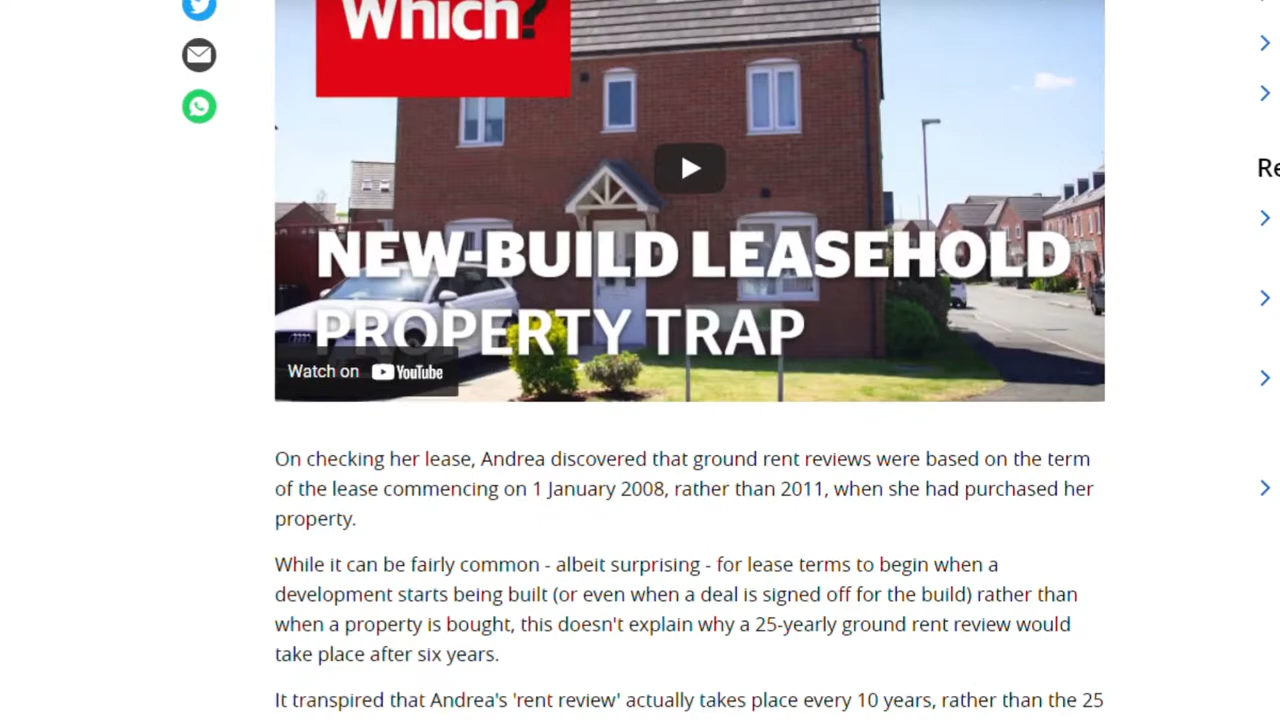 Which?
NEW-BUILD LEASEHOLD
PROPERTY TRAP
Watch on YouTube
Re
On checking her lease, Andrea discovered that ground rent reviews were based on the term
of the lease commencing on 1 January 2008, rather than 2011, when she had purchased her
property.
While it can be fairly common - albeit surprising - for lease terms to begin when a
development starts being built (or even when a deal is signed off for the build) rather than
when a property is bought, this doesn't explain why a 25-yearly ground rent review would
take place after six years.
It transpired that Andrea's 'rent review' actually takes place every 10 years, rather than the 25